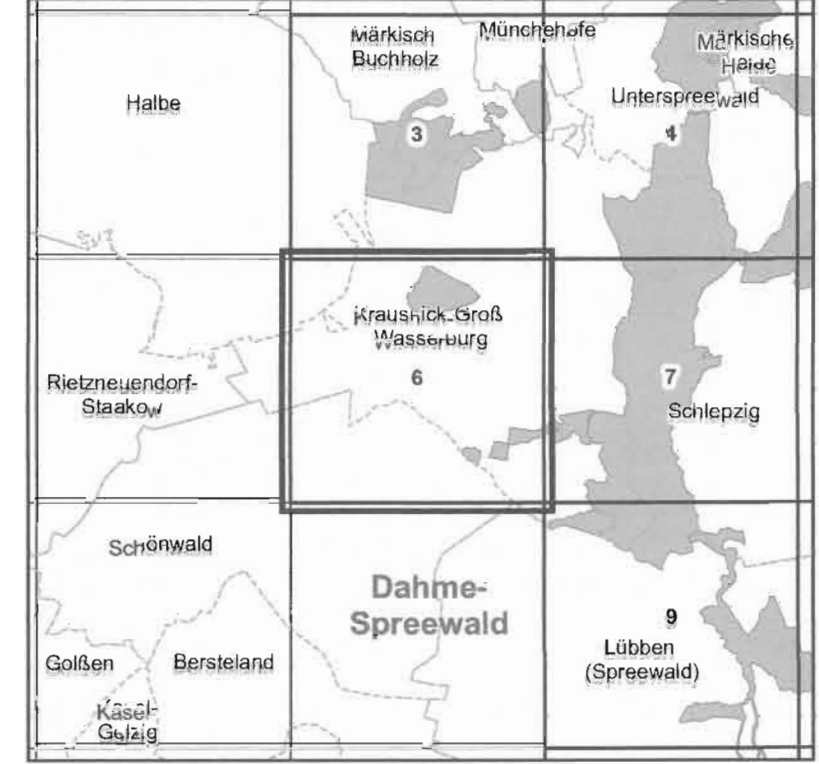 Märkisch
Buchholz
Münchehofe
Märkische
Heide
Halbe
Unterspreewald
3
4
Krausnick-Groß
Wasserburg
6
7
Rietzneuendorf-
Staakow
Schlepzig
Schönwald
Dahme-
Spreewald
9
Lübben
(Spreewald)
Golßen
Bersteland
Kasel-
Golzig